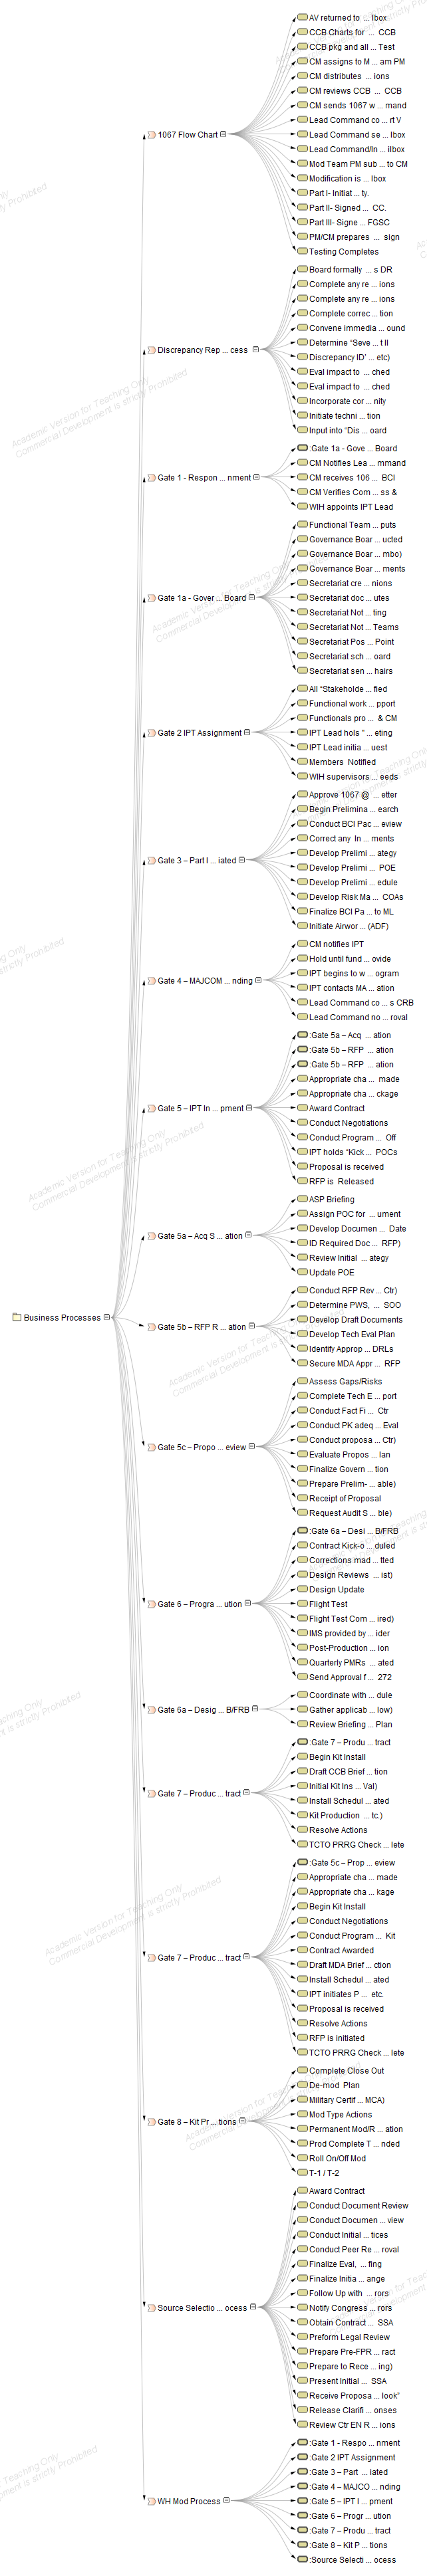 Business Processes
1067 Flow Chart
AV returned to ... lbox
CCB Charts for ... CCB
CCB pkg and all ... Test
CM assigns to M ... am PM
CM distributes ... ions
CM reviews CCB ... CCB
CM sends 1067 w ... mand
Lead Command co ... rt V
Lead Command se ... lbox
Lead Command/In ... ilbox
Mod Team PM sub ... to CM
Modification is ... lbox
Part I- Initiat ... ty.
Part II- Signed ... CC.
Part III- Signe ... FGSC
PM/CM prepares ... sign
Testing Completes
Discrepancy Rep ... cess
Board formally ... s DR
Complete any re ... ions
Complete any re ... ions
Complete correc ... tion
Convene immedia ... ound
Determine “Seve ... t II
Discrepancy ID’ ... etc)
Eval impact to ... ched
Eval impact to ... ched
Incorporate cor ... nity
Initiate techni ... tion
Input into “Dis ... oard
Gate 1 - Respon ... nment
:Gate 1a - Gove ... Board
CM Notifies Lea ... mmand
CM receives 106 ... BCI
CM Verifies Com ... ss &
WIH appoints IPT Lead
Gate 1a - Gover ... Board
Functional Team ... puts
Governance Boar ... ucted
Governance Boar ... mbo)
Governance Boar ... ments
Secretariat cre ... nions
Secretariat doc ... utes
Secretariat Not ... ting
Secretariat Not ... Teams
Secretariat Pos ... Point
Secretariat sch ... oard
Secretariat sen ... hairs
Gate 2 IPT Assignment
All “Stakeholde ... fied
Functional work ... pport
Functionals pro ... & CM
IPT Lead hols “ ... eting
IPT Lead initia ... uest
Members Notified
WIH supervisors ... eeds
Gate 3 – Part I ... iated
Approve 1067 @ ... etter
Begin Prelimina ... earch
Conduct BCI Pac ... eview
Correct any In ... ments
Develop Prelimi ... ategy
Develop Prelimi ... POE
Develop Prelimi ... edule
Develop Risk Ma ... COAs
Finalize BCI Pa ... to ML
Initiate Airwor ... (ADF)
Gate 4 – MAJCOM ... nding
CM notifies IPT
Hold until fund ... ovide
IPT begins to w ... ogram
IPT contacts MA ... ation
Lead Command co ... s CRB
Lead Command no ... roval
Gate 5 - IPT In ... pment
:Gate 5a – Acq ... ation
:Gate 5b – RFP ... ation
:Gate 5b – RFP ... ation
Appropriate cha ... made
Appropriate cha ... ckage
Award Contract
Conduct Negotiations
Conduct Program ... Off
IPT holds “Kick ... POCs
Proposal is received
RFP is Released
Gate 5a – Acq S ... ation
ASP Briefing
Assign POC for ... ument
Develop Documen ... Date
ID Required Doc ... RFP)
Review Initial ... ategy
Update POE
Gate 5b – RFP R ... ation
Conduct RFP Rev ... Ctr)
Determine PWS, ... SOO
Develop Draft Documents
Develop Tech Eval Plan
Identify Approp ... DRLs
Secure MDA Appr ... RFP
Gate 5c – Propo ... eview
Assess Gaps/Risks
Complete Tech E ... port
Conduct Fact Fi ... Ctr
Conduct PK adeq ... Eval
Conduct proposa ... Ctr)
Evaluate Propos ... lan
Finalize Govern ... tion
Prepare Prelim- ... able)
Receipt of Proposal
Request Audit S ... ble)
Gate 6 – Progra ... ution
:Gate 6a – Desi ... B/FRB
Contract Kick-o ... duled
Corrections mad ... tted
Design Reviews ... ist)
Design Update
Flight Test
Flight Test Com ... ired)
IMS provided by ... ider
Post-Production ... ion
Quarterly PMRs ... ated
Send Approval f ... 272
Gate 6a – Desig ... B/FRB
Coordinate with ... dule
Gather applicab ... low)
Review Briefing ... Plan
Gate 7 – Produc ... tract
:Gate 7 – Produ ... tract
Begin Kit Install
Draft CCB Brief ... tion
Initial Kit Ins ... Val)
Install Schedul ... ated
Kit Production ... tc.)
Resolve Actions
TCTO PRRG Check ... lete
Gate 7 – Produc ... tract
:Gate 5c – Prop ... eview
Appropriate cha ... made
Appropriate cha ... kage
Begin Kit Install
Conduct Negotiations
Conduct Program ... Kit
Contract Awarded
Draft MDA Brief ... ction
Install Schedul ... ated
IPT initiates P ... etc.
Proposal is received
Resolve Actions
RFP is initiated
TCTO PRRG Check ... lete
Gate 8 – Kit Pr ... tions
Complete Close Out
De-mod Plan
Military Certif ... MCA)
Mod Type Actions
Permanent Mod/R ... ation
Prod Complete T ... nded
Roll On/Off Mod
T-1 / T-2
Source Selectio ... ocess
Award Contract
Conduct Document Review
Conduct Documen ... view
Conduct Initial ... tices
Conduct Peer Re ... roval
Finalize Eval, ... fing
Finalize Initia ... ange
Follow Up with ... rors
Notify Congress ... rors
Obtain Contract ... SSA
Preform Legal Review
Prepare Pre-FPR ... ract
Prepare to Rece ... ing)
Present Initial ... SSA
Receive Proposa ... look”
Release Clarifi ... onses
Review Ctr EN R ... ions
WH Mod Process
:Gate 1 - Respo ... nment
:Gate 2 IPT Assignment
:Gate 3 – Part ... iated
:Gate 4 – MAJCO ... nding
:Gate 5 – IPT I ... pment
:Gate 6 – Progr ... ution
:Gate 7 – Produ ... tract
:Gate 8 – Kit P ... tions
:Source Selecti ... ocess
Academic Version for Teaching Only
Commercial Development is strictly Prohibited